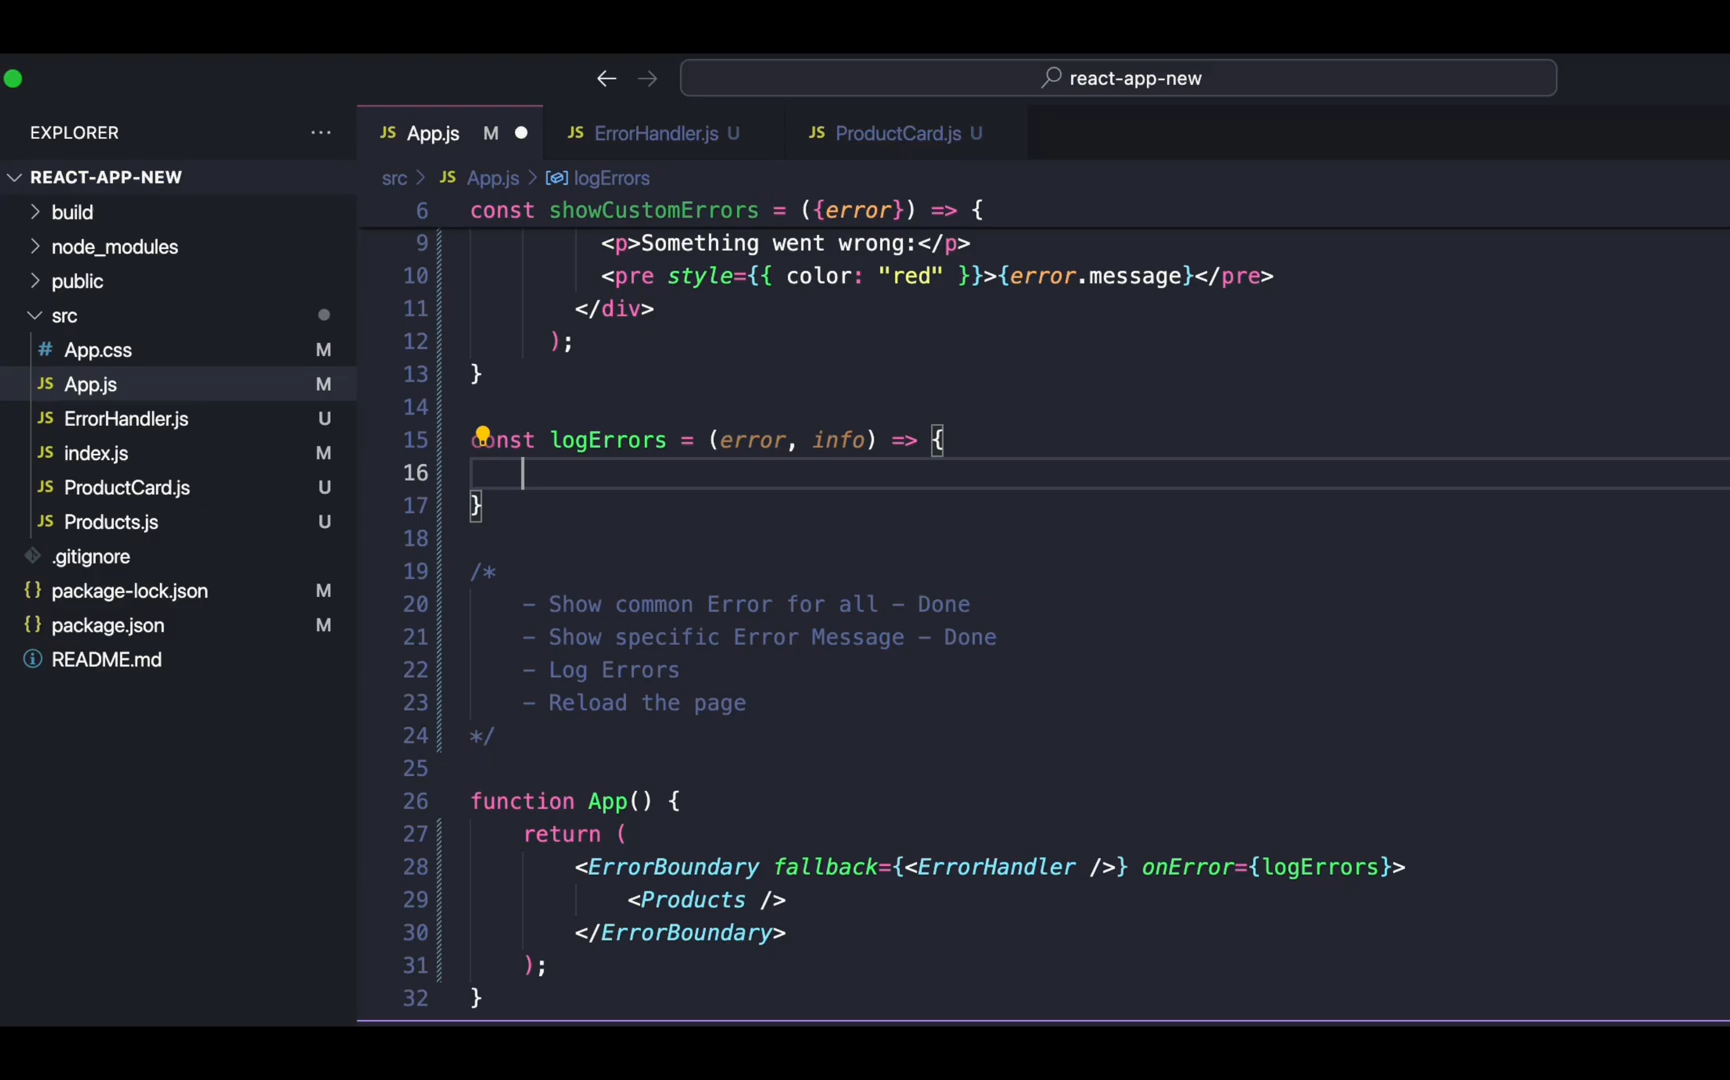 react-app-new
EXPLORER ...
JS App.js M
JS ErrorHandler.js U
JS ProductCard.js U
REACT-APP-NEW
build
node_modules
public
src
# App.css M
JS App.js M
JS ErrorHandler.js U
JS index.js M
JS ProductCard.js U
JS Products.js U
.gitignore
{} package-lock.json M
{} package.json M
README.md
src > JS App.js > logErrors
6 const showCustomErrors = ({error}) => {
9 <p>Something went wrong:</p>
10 <pre style={{ color: "red" }}>{error.message}</pre>
11 </div>
12 );
13 }
14
15 const logErrors = (error, info) => {
16
17 }
18
19 /*
20 - Show common Error for all - Done
21 - Show specific Error Message - Done
22 - Log Errors
23 - Reload the page
24 */
25
26 function App() {
27 return (
28 <ErrorBoundary fallback={<ErrorHandler />} onError={logErrors}>
29 <Products />
30 </ErrorBoundary>
31 );
32 }